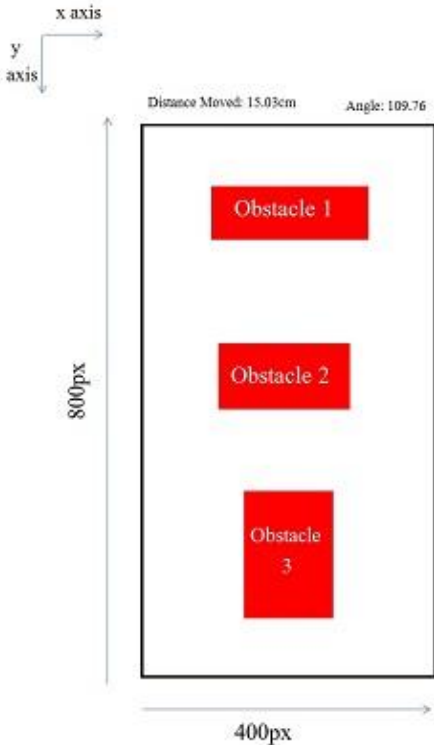 x axis
y
axis
Distance Moved: 15.03cm
Angle: 109.76
Obstacle 1
Obstacle 2
Obstacle
3
800px
400px